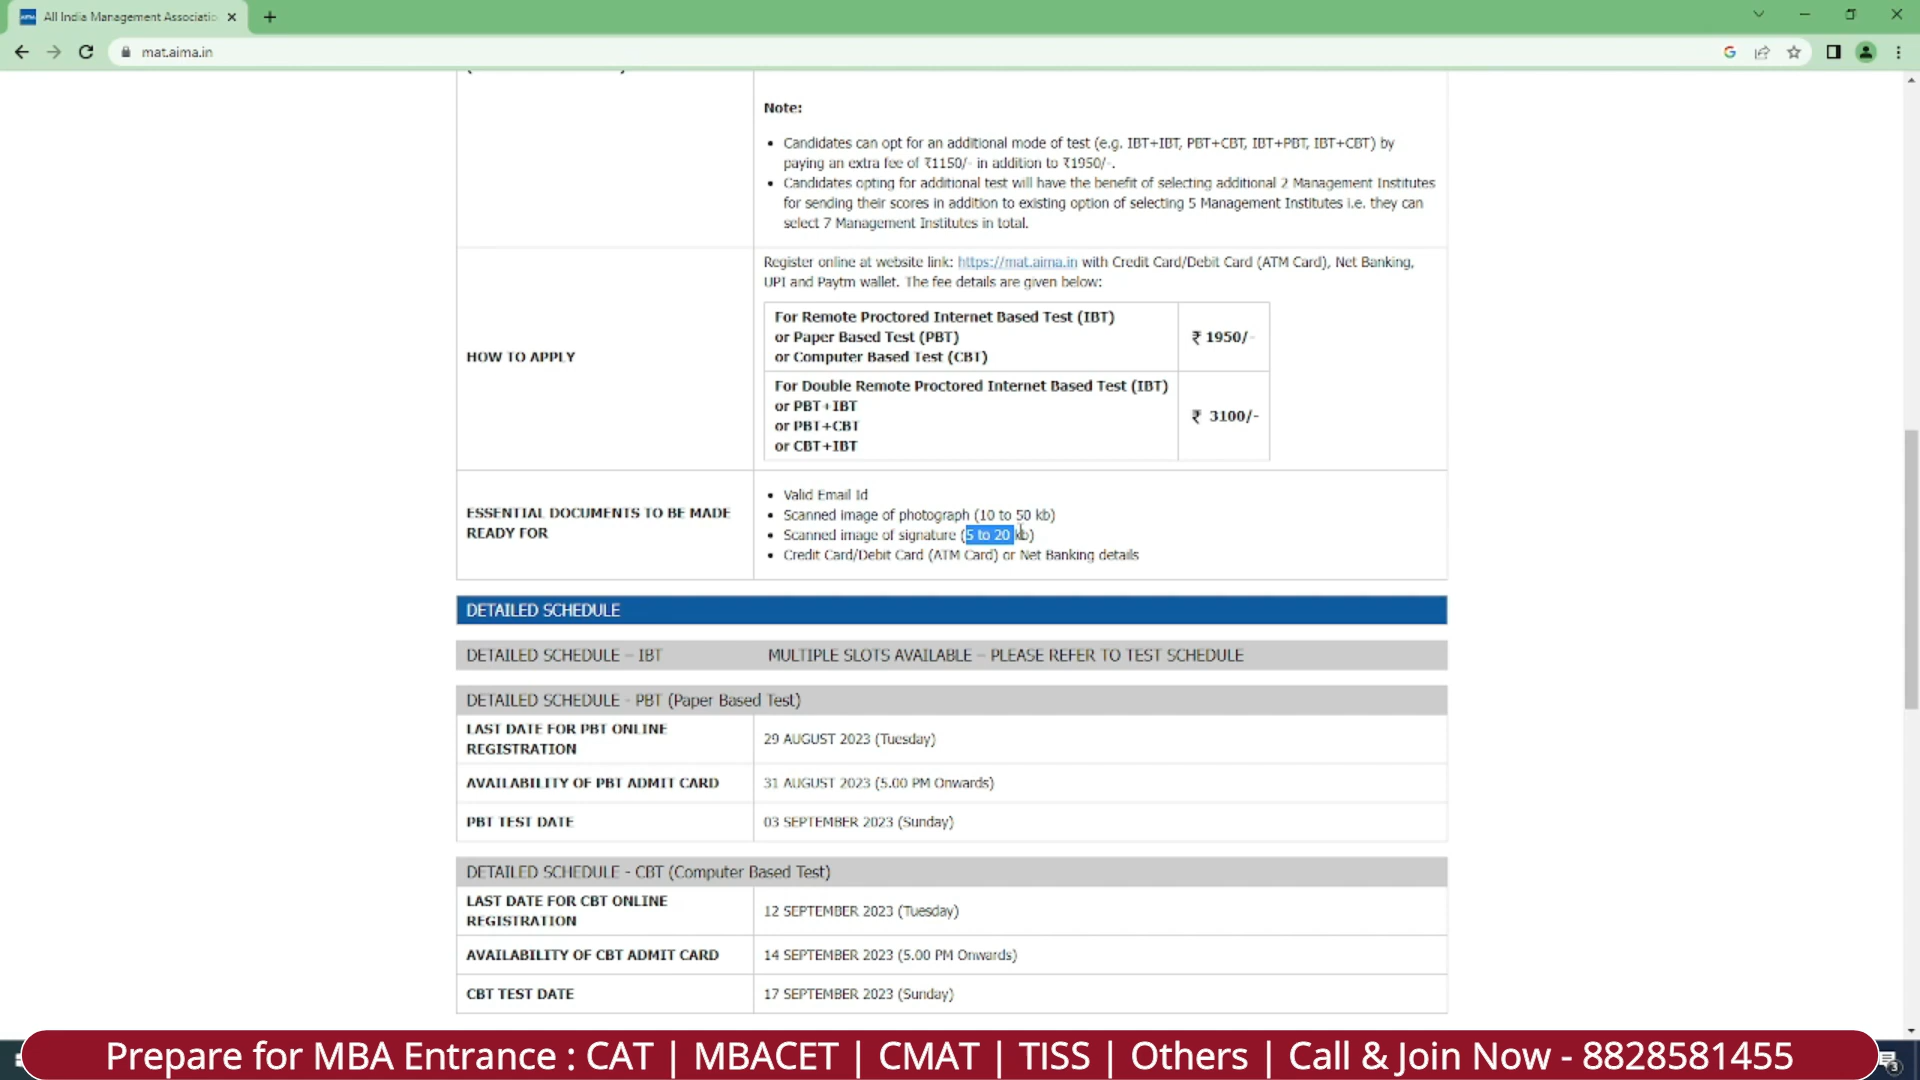 All India Management Associatio
mat.aima.in
Note:
• Candidates can opt for an additional mode of test (e.g. IBT+IBT, PBT+CBT, IBT+PBT, IBT+CBT) by
paying an extra fee of ₹1150/- in addition to ₹1950/-.
• Candidates opting for additional test will have the benefit of selecting additional 2 Management Institutes
for sending their scores in addition to existing option of selecting 5 Management Institutes i.e. they can
select 7 Management Institutes in total.
HOW TO APPLY
Register online at website link: https://mat.aima.in with Credit Card/Debit Card (ATM Card), Net Banking,
UPI and Paytm wallet. The fee details are given below:
For Remote Proctored Internet Based Test (IBT)
or Paper Based Test (PBT)
or Computer Based Test (CBT)
₹ 1950/-
For Double Remote Proctored Internet Based Test (IBT)
or PBT+IBT
or PBT+CBT
or CBT+IBT
₹ 3100/-
ESSENTIAL DOCUMENTS TO BE MADE
READY FOR
• Valid Email Id
• Scanned image of photograph (10 to 50 kb)
• Scanned image of signature (5 to 20 kb)
• Credit Card/Debit Card (ATM Card) or Net Banking details
DETAILED SCHEDULE
DETAILED SCHEDULE – IBT MULTIPLE SLOTS AVAILABLE – PLEASE REFER TO TEST SCHEDULE
DETAILED SCHEDULE - PBT (Paper Based Test)
LAST DATE FOR PBT ONLINE
REGISTRATION
29 AUGUST 2023 (Tuesday)
AVAILABILITY OF PBT ADMIT CARD
31 AUGUST 2023 (5.00 PM Onwards)
PBT TEST DATE
03 SEPTEMBER 2023 (Sunday)
DETAILED SCHEDULE - CBT (Computer Based Test)
LAST DATE FOR CBT ONLINE
REGISTRATION
12 SEPTEMBER 2023 (Tuesday)
AVAILABILITY OF CBT ADMIT CARD
14 SEPTEMBER 2023 (5.00 PM Onwards)
CBT TEST DATE
17 SEPTEMBER 2023 (Sunday)
Prepare for MBA Entrance : CAT | MBACET | CMAT | TISS | Others | Call & Join Now - 8828581455